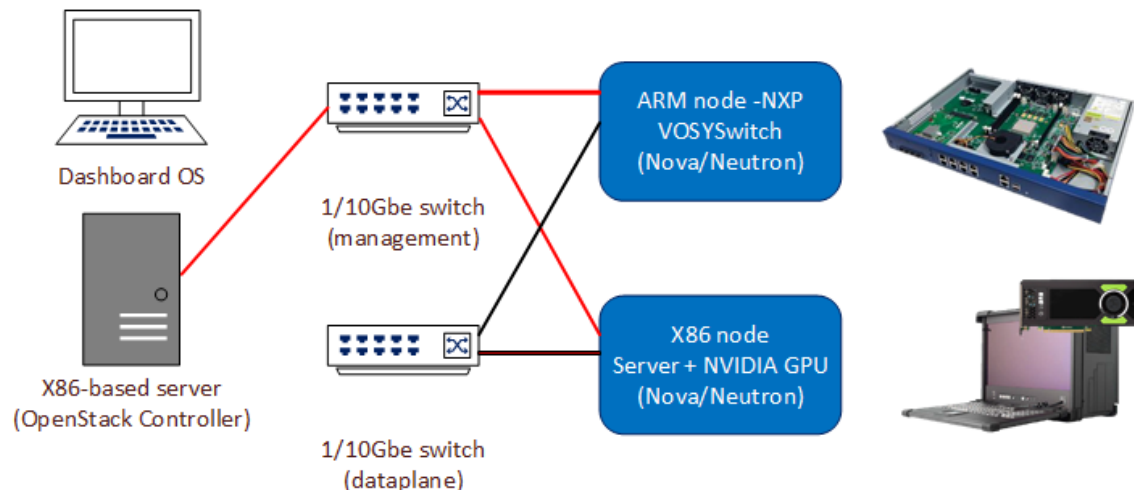 Dashboard OS
X86-based server
(OpenStack Controller)
1/10Gbe switch
(management)
1/10Gbe switch
(dataplane)
ARM node -NXP
VOSYSwitch
(Nova/Neutron)
X86 node
Server + NVIDIA GPU
(Nova/Neutron)